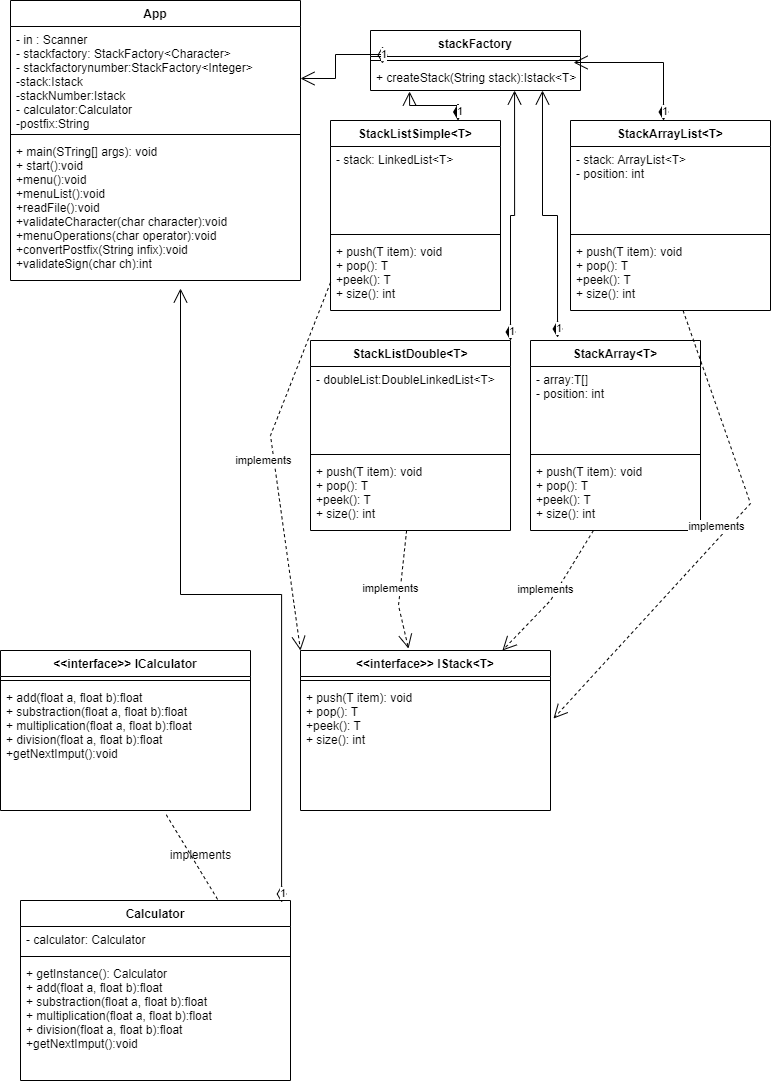 App
- in : Scanner
- stackfactory: StackFactory<Character>
- stackfactorynumber:StackFactory<Integer>
-stack:Istack
-stackNumber:Istack
- calculator:Calculator
-postfix:String
+ main(STring[] args): void
+ start():void
+menu():void
+menuList():void
+readFile():void
+validateCharacter(char character):void
+menuOperations(char operator):void
+convertPostfix(String infix):void
+validateSign(char ch):int
1
stackFactory
+ createStack(String stack):Istack<T>
1
StackListSimple<T>
- stack: LinkedList<T>
+ push(T item): void
+ pop(): T
+peek(): T
+ size(): int
1
StackArrayList<T>
- stack: ArrayList<T>
- position: int
+ push(T item): void
+ pop(): T
+peek(): T
+ size(): int
1
StackListDouble<T>
- doubleList:DoubleLinkedList<T>
+ push(T item): void
+ pop(): T
+peek(): T
+ size(): int
1
StackArray<T>
- array:T[]
- position: int
+ push(T item): void
+ pop(): T
+peek(): T
+ size(): int
implements
implements
implements
implements
<<interface>> ICalculator
+ add(float a, float b):float
+ substraction(float a, float b):float
+ multiplication(float a, float b):float
+ division(float a, float b):float
+getNextImput():void
<<interface>> IStack<T>
+ push(T item): void
+ pop(): T
+peek(): T
+ size(): int
implements
1
Calculator
- calculator: Calculator
+ getInstance(): Calculator
+ add(float a, float b):float
+ substraction(float a, float b):float
+ multiplication(float a, float b):float
+ division(float a, float b):float
+getNextImput():void